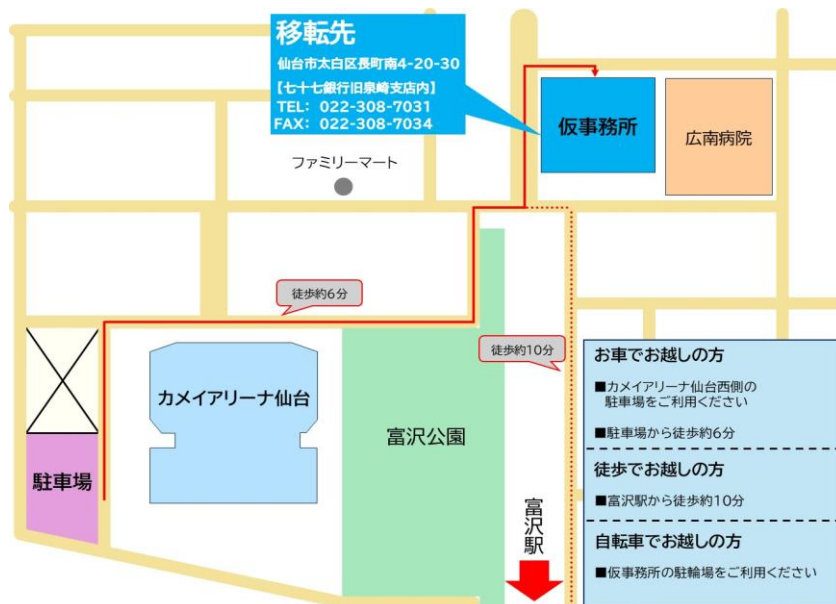 移転先
仙台市太白区長町南4-20-30
【七十七銀行旧泉崎支店内】
TEL: 022-308-7031
FAX: 022-308-7034
仮事務所
広南病院
ファミリーマート
徒歩約6分
徒歩約10分
カメイアリーナ仙台
富沢公園
駐車場
富沢駅
お車でお越しの方
■カメイアリーナ仙台西側の
駐車場をご利用ください
■駐車場から徒歩約6分
徒歩でお越しの方
■富沢駅から徒歩約10分
自転車でお越しの方
■仮事務所の駐輪場をご利用ください